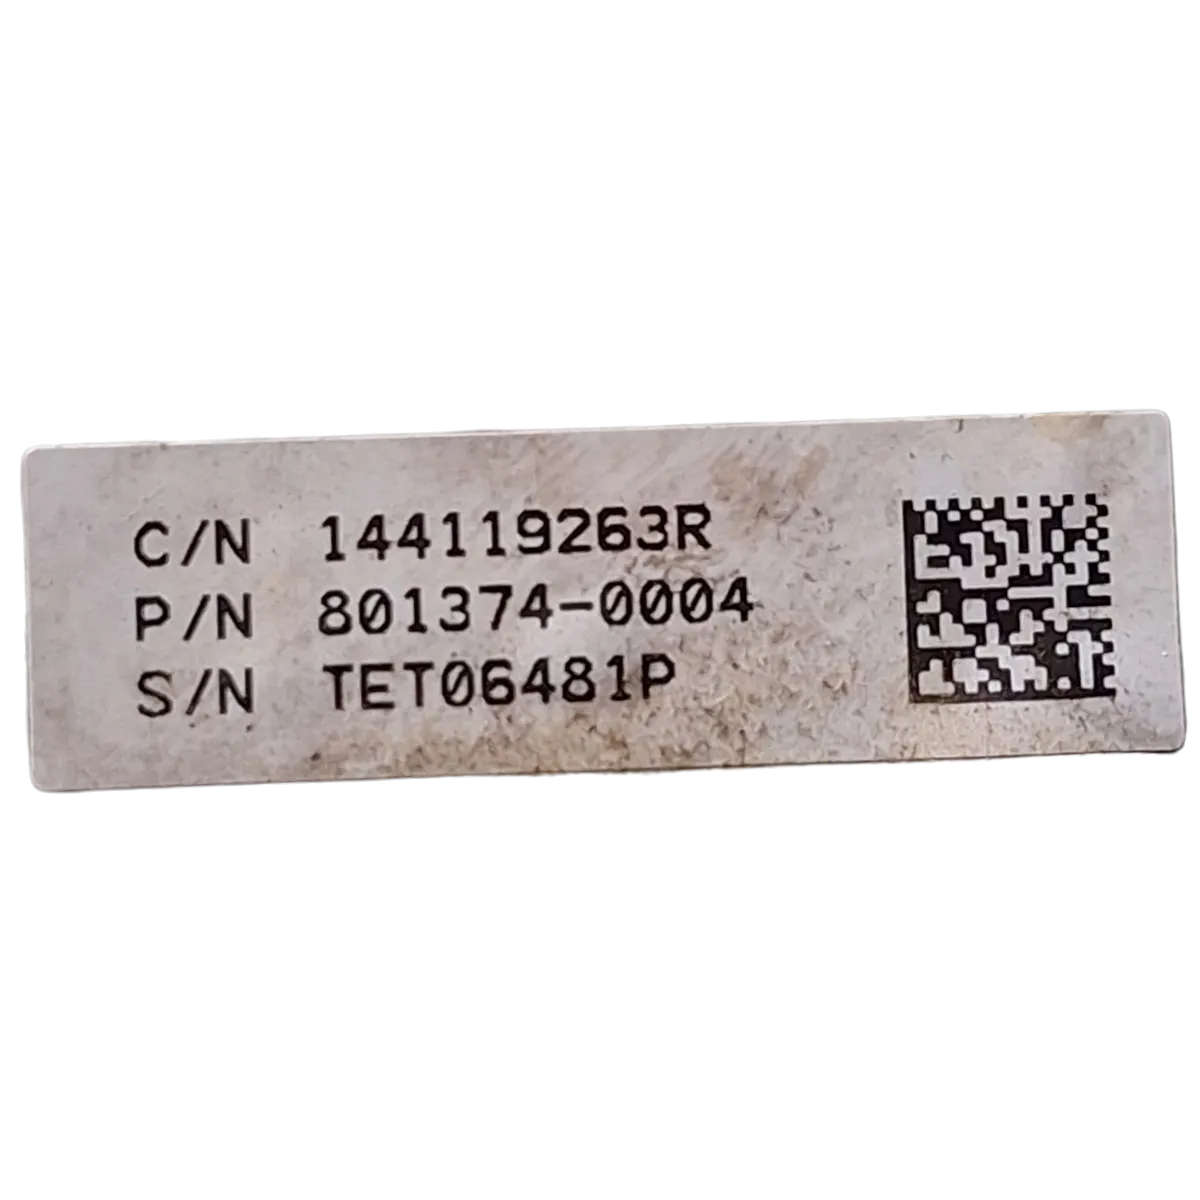 C/N 144119263R
P/N 801374-0004
S/N TET06481P